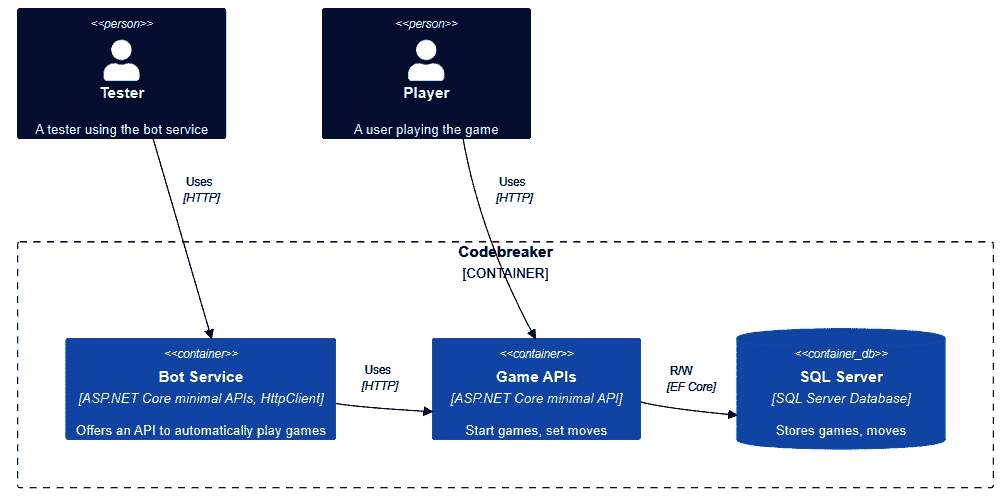 <<person>>
Tester
A tester using the bot service
<<person>>
Player
A user playing the game
Uses
[HTTP]
Uses
[HTTP]
Codebreaker
[CONTAINER]
<<container>>
Bot Service
[ASP.NET Core minimal APIs, HttpClient]
Offers an API to automatically play games
Uses
[HTTP]
<<container>>
Game APIs
[ASP.NET Core minimal API]
Start games, set moves
R/W
[EF Core]
<<container_db>>
SQL Server
[SQL Server Database]
Stores games, moves